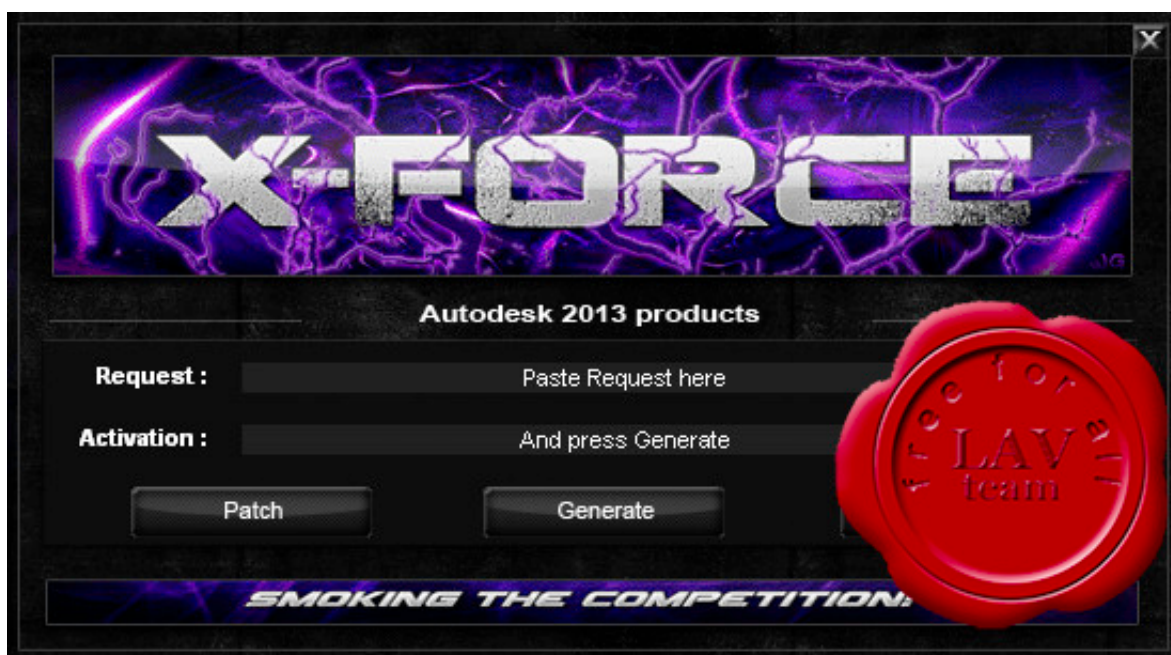 X
X-FORCE
JG
Autodesk 2013 products
Request :
Paste Request here
Activation :
And press Generate
Patch
Generate
free for all
LAV
team
SMOKING THE COMPETITION!